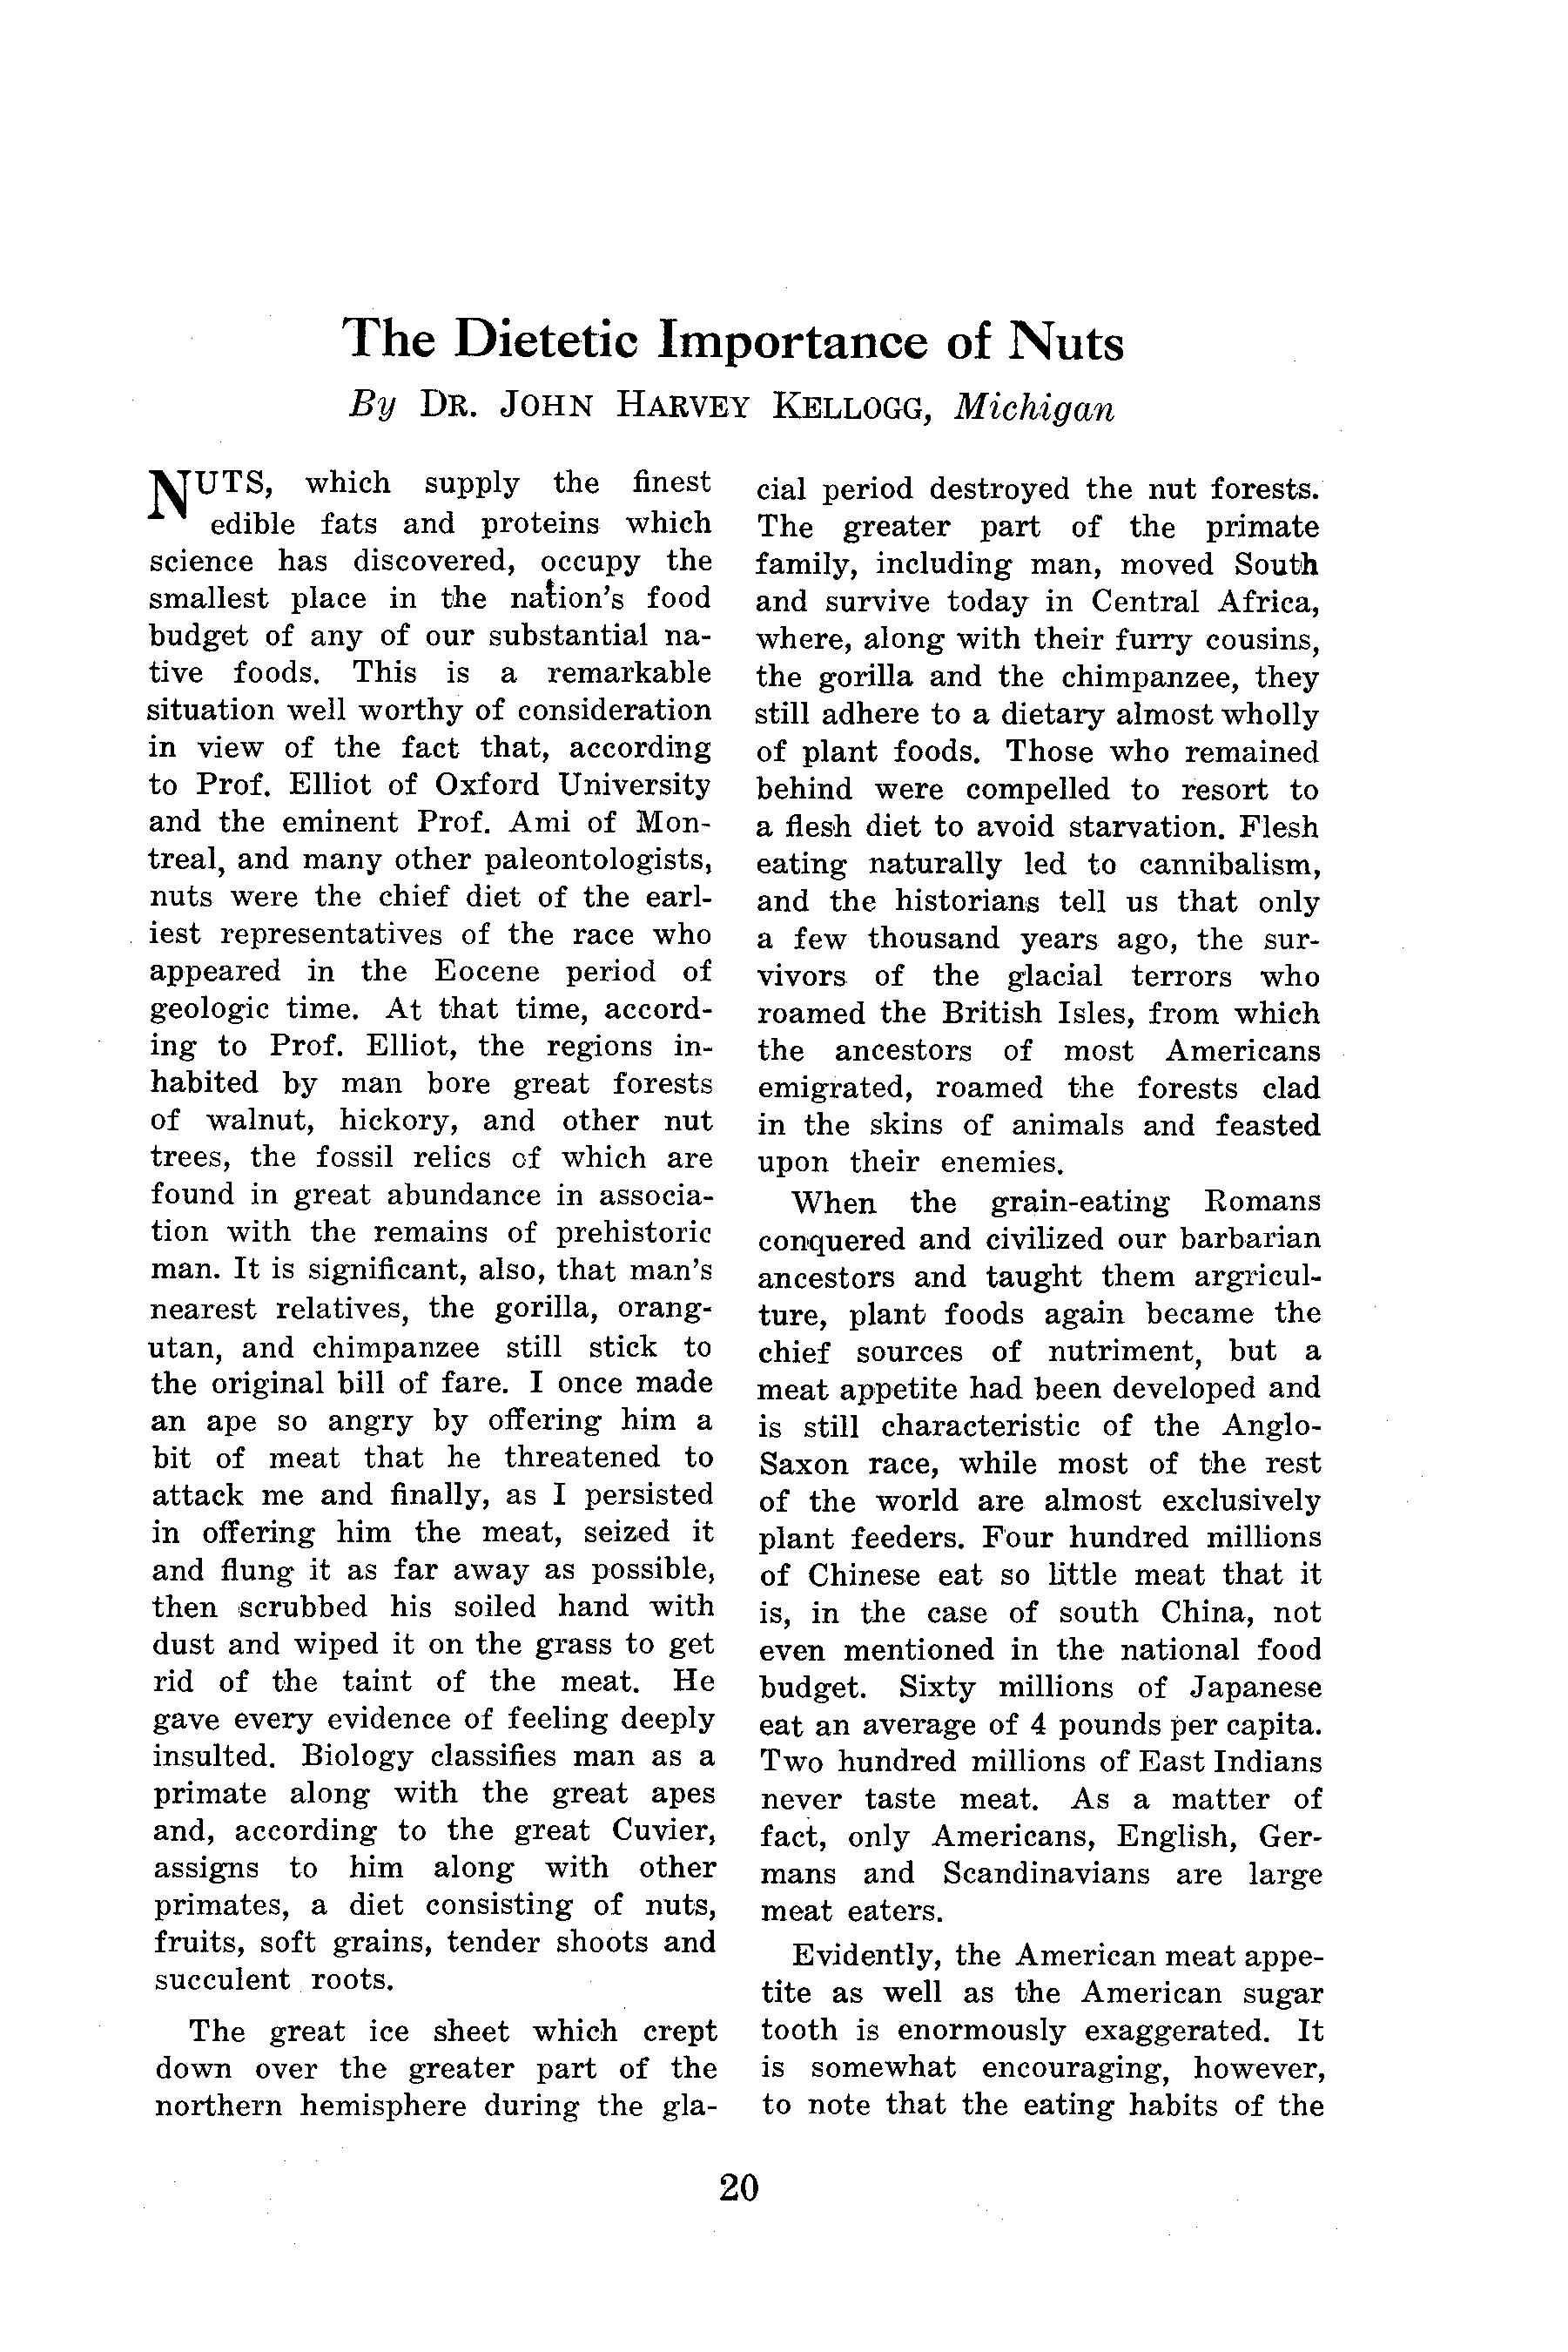 The Dietetic Importance of Nuts
By DR. JOHN HARVEY KELLOGG, Michigan
NUTS, which supply the finest
edible fats and proteins which
science has discovered, occupy the
smallest place in the nation's food
budget of any of our substantial na-
tive foods. This is a remarkable
situation well worthy of consideration
in view of the fact that, according
to Prof. Elliot of Oxford University
and the eminent Prof. Ami of Mon-
treal, and many other paleontologists,
nuts were the chief diet of the earl-
iest representatives of the race who
appeared in the Eocene period of
geologic time. At that time, accord-
ing to Prof. Elliot, the regions in-
habited by man bore great forests
of walnut, hickory, and other nut
trees, the fossil relics of which are
found in great abundance in associa-
tion with the remains of prehistoric
man. It is significant, also, that man's
nearest relatives, the gorilla, orang-
utan, and chimpanzee still stick to
the original bill of fare. I once made
an ape so angry by offering him a
bit of meat that he threatened to
attack me and finally, as I persisted
in offering him the meat, seized it
and flung it as far away as possible,
then scrubbed his soiled hand with
dust and wiped it on the grass to get
rid of the taint of the meat. He
gave every evidence of feeling deeply
insulted. Biology classifies man as a
primate along with the great apes
and, according to the great Cuvier,
assigns to him along with other
primates, a diet consisting of nuts,
fruits, soft grains, tender shoots and
succulent roots.
The great ice sheet which crept
down over the greater part of the
northern hemisphere during the gla-
cial period destroyed the nut forests.
The greater part of the primate
family, including man, moved South
and survive today in Central Africa,
where, along with their furry cousins,
the gorilla and the chimpanzee, they
still adhere to a dietary almost wholly
of plant foods. Those who remained
behind were compelled to resort to
a flesh diet to avoid starvation. Flesh
eating naturally led to cannibalism,
and the historians tell us that only
a few thousand years ago, the sur-
vivors of the glacial terrors who
roamed the British Isles, from which
the ancestors of most Americans
emigrated, roamed the forests clad
in the skins of animals and feasted
upon their enemies.
When the grain-eating Romans
conquered and civilized our barbarian
ancestors and taught them argricul-
ture, plant foods again became the
chief sources of nutriment, but a
meat appetite had been developed and
is still characteristic of the Anglo-
Saxon race, while most of the rest
of the world are almost exclusively
plant feeders. Four hundred millions
of Chinese eat so little meat that it
is, in the case of south China, not
even mentioned in the national food
budget. Sixty millions of Japanese
eat an average of 4 pounds per capita.
Two hundred millions of East Indians
never taste meat. As a matter of
fact, only Americans, English, Ger-
mans and Scandinavians are large
meat eaters.
Evidently, the American meat appe-
tite as well as the American sugar
tooth is enormously exaggerated. It
is somewhat encouraging, however,
to note that the eating habits of the
20